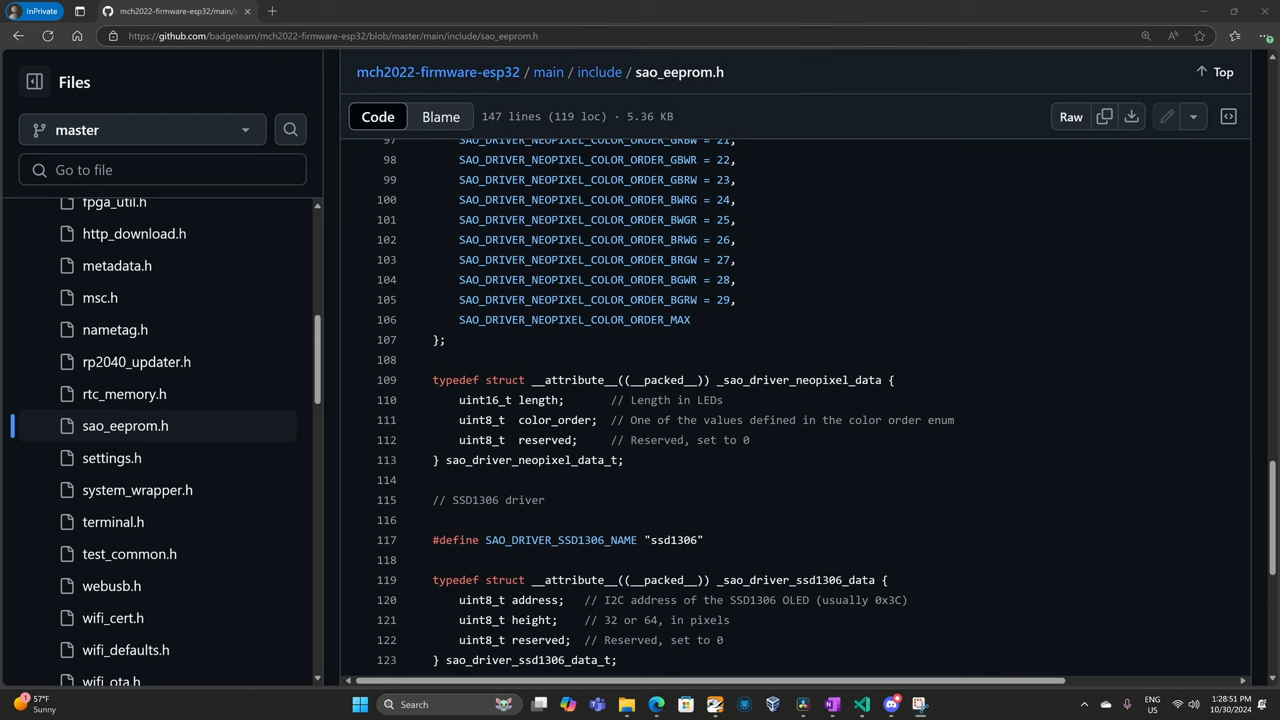 InPrivate
mch2022-firmware-esp32/main/i
https://github.com/badgeteam/mch2022-firmware-esp32/blob/master/main/include/sao_eeprom.h
Files
master
Go to file
fpga_util.h
http_download.h
metadata.h
msc.h
nametag.h
rp2040_updater.h
rtc_memory.h
sao_eeprom.h
settings.h
system_wrapper.h
terminal.h
test_common.h
webusb.h
wifi_cert.h
wifi_defaults.h
wifi_ota.h
mch2022-firmware-esp32 / main / include / sao_eeprom.h
Top
Code Blame 147 lines (119 loc) · 5.36 KB
Raw
97 SAO_DRIVER_NEOPIXEL_COLOR_ORDER_GRBW = 21,
98 SAO_DRIVER_NEOPIXEL_COLOR_ORDER_GBWR = 22,
99 SAO_DRIVER_NEOPIXEL_COLOR_ORDER_GBRW = 23,
100 SAO_DRIVER_NEOPIXEL_COLOR_ORDER_BWRG = 24,
101 SAO_DRIVER_NEOPIXEL_COLOR_ORDER_BWGR = 25,
102 SAO_DRIVER_NEOPIXEL_COLOR_ORDER_BRWG = 26,
103 SAO_DRIVER_NEOPIXEL_COLOR_ORDER_BRGW = 27,
104 SAO_DRIVER_NEOPIXEL_COLOR_ORDER_BGWR = 28,
105 SAO_DRIVER_NEOPIXEL_COLOR_ORDER_BGRW = 29,
106 SAO_DRIVER_NEOPIXEL_COLOR_ORDER_MAX
107 };
108
109 typedef struct __attribute__((__packed__)) _sao_driver_neopixel_data {
110 uint16_t length; // Length in LEDs
111 uint8_t color_order; // One of the values defined in the color order enum
112 uint8_t reserved; // Reserved, set to 0
113 } sao_driver_neopixel_data_t;
114
115 // SSD1306 driver
116
117 #define SAO_DRIVER_SSD1306_NAME "ssd1306"
118
119 typedef struct __attribute__((__packed__)) _sao_driver_ssd1306_data {
120 uint8_t address; // I2C address of the SSD1306 OLED (usually 0x3C)
121 uint8_t height; // 32 or 64, in pixels
122 uint8_t reserved; // Reserved, set to 0
123 } sao_driver_ssd1306_data_t;
57°F
Sunny
Search
ENG
US
1:28:51 PM
10/30/2024